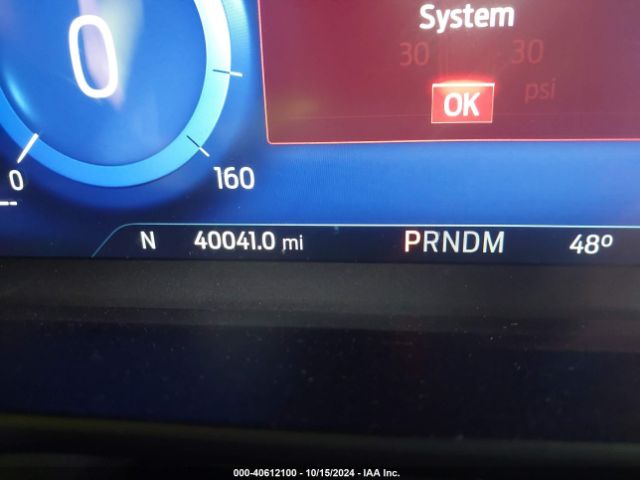 System
0
30 30
psi
OK
0
160
N 40041.0 mi PRNDM 48º
000-40612100 - 10/15/2024 - IAA Inc.